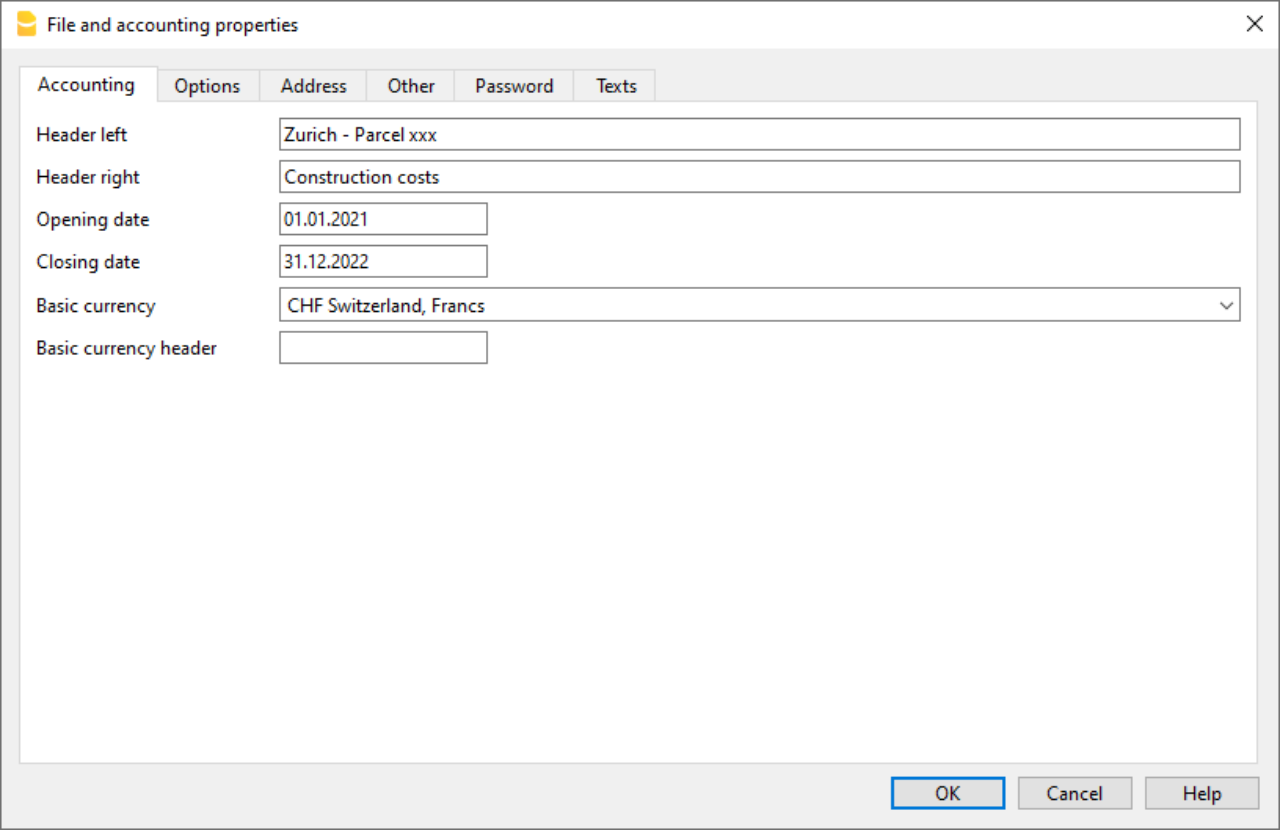 File and accounting properties
Accounting Options Address Other Password Texts
Header left Zurich - Parcel xxx
Header right Construction costs
Opening date 01.01.2021
Closing date 31.12.2022
Basic currency CHF Switzerland, Francs
Basic currency header
OK Cancel Help